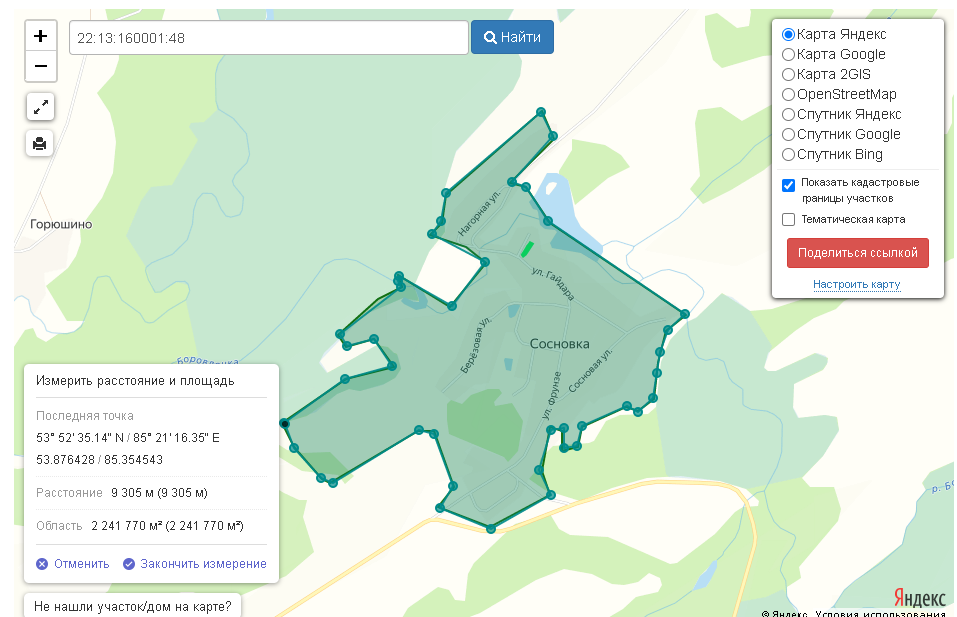 +
22:13:160001:48
Найти
−
Карта Яндекс
Карта Google
Карта 2GIS
OpenStreetMap
Спутник Яндекс
Спутник Google
Спутник Bing
Показать кадастровые
границы участков
Тематическая карта
Поделиться ссылкой
Настроить карту
Горюшино
Нагорная ул.
ул. Гайдара
Берёзовая ул.
Сосновка
Сосновая ул.
ул. Фрунзе
Боровлянка
р. Бо
Измерить расстояние и площадь
Последняя точка
53° 52' 35.14" N / 85° 21' 16.35" E
53.876428 / 85.354543
Расстояние 9 305 м (9 305 м)
Область 2 241 770 м² (2 241 770 м²)
Отменить Закончить измерение
Не нашли участок/дом на карте?
Яндекс
© Яндекс Условия использования